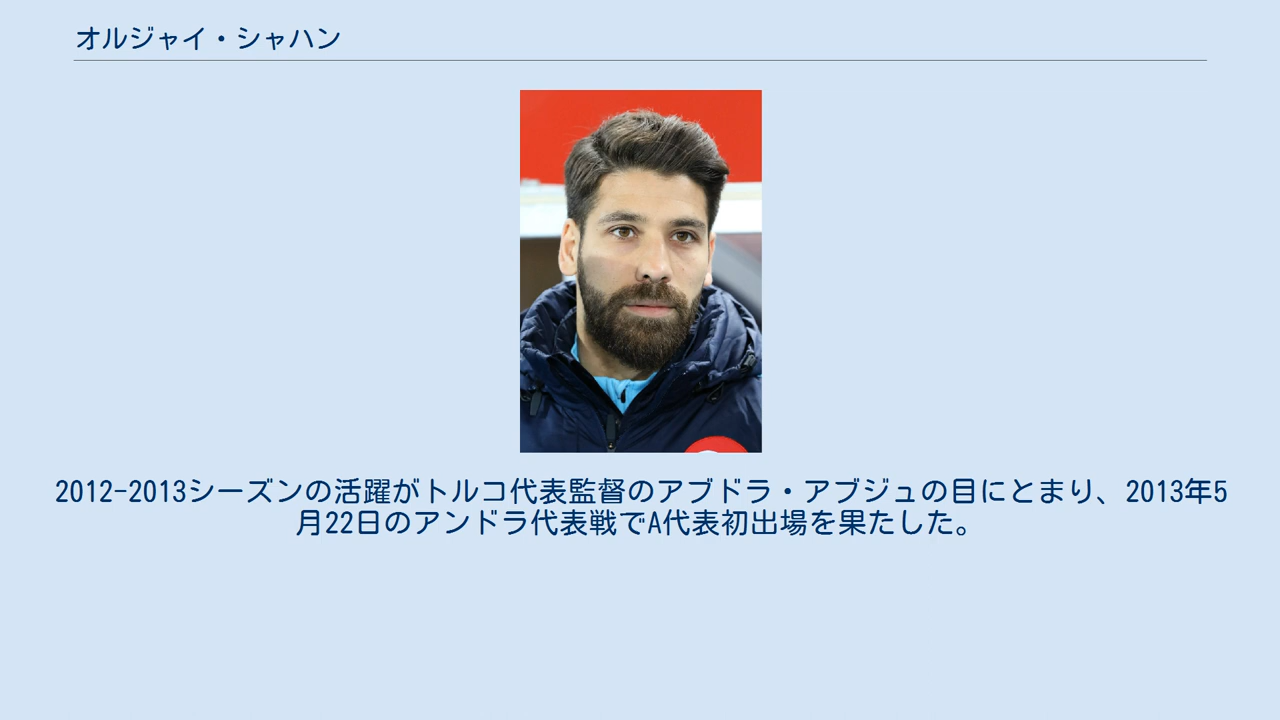 オルジャイ・シャハン
2012-2013シーズンの活躍がトルコ代表監督のアブドラ・アブジュの目にとまり、2013年5
月22日のアンドラ代表戦でA代表初出場を果たした。